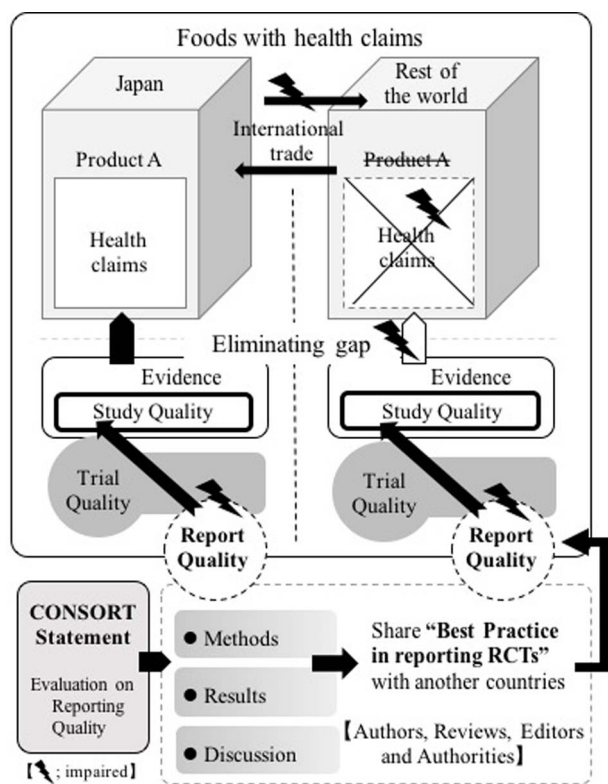 Foods with health claims
Japan
Rest of
the world
International
trade
Product A
Product A
Health
claims
Health
claims
Eliminating gap
Evidence
Study Quality
Evidence
Study Quality
Trial
Quality
Report
Quality
Trial
Quality
Report
Quality
CONSORT
Statement
Evaluation on
Reporting
Quality
● Methods
● Results
● Discussion
Share “Best Practice
in reporting RCTs”
with another countries
【Authors, Reviews, Editors
and Authorities】
【 ; impaired】